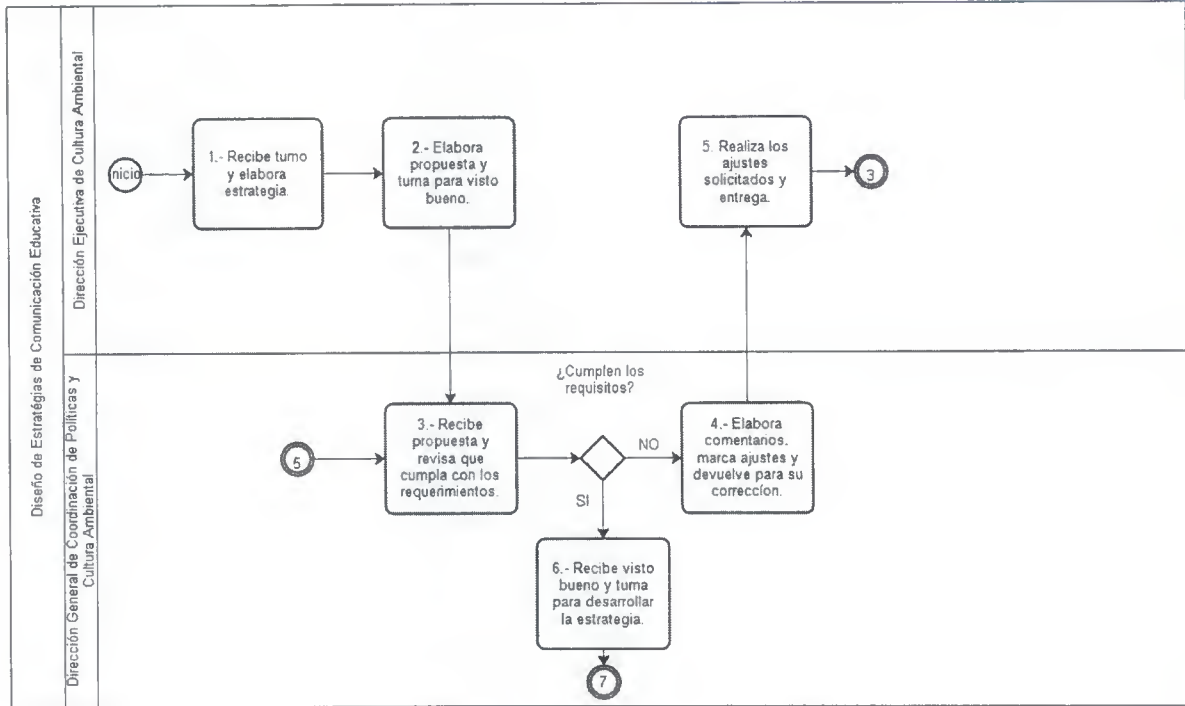 Diseño de Estratégias de Comunicación Educativa
Dirección Ejecutiva de Cultura Ambiental
nicio
1.- Recibe turno
y elabora
estrategia.
2.- Elabora
propuesta y
turna para visto
bueno.
5. Realiza los
ajustes
solicitados y
entrega.
3
Dirección General de Coordinación de Políticas y
Cultura Ambiental
5
3.- Recibe
propuesta y
revisa que
cumpla con los
requerimientos.
¿Cumplen los
requisitos?
NO
SI
4.- Elabora
comentarios,
marca ajustes y
devuelve para su
correccíon.
6.- Recibe visto
bueno y turna
para desarrollar
la estrategia.
7